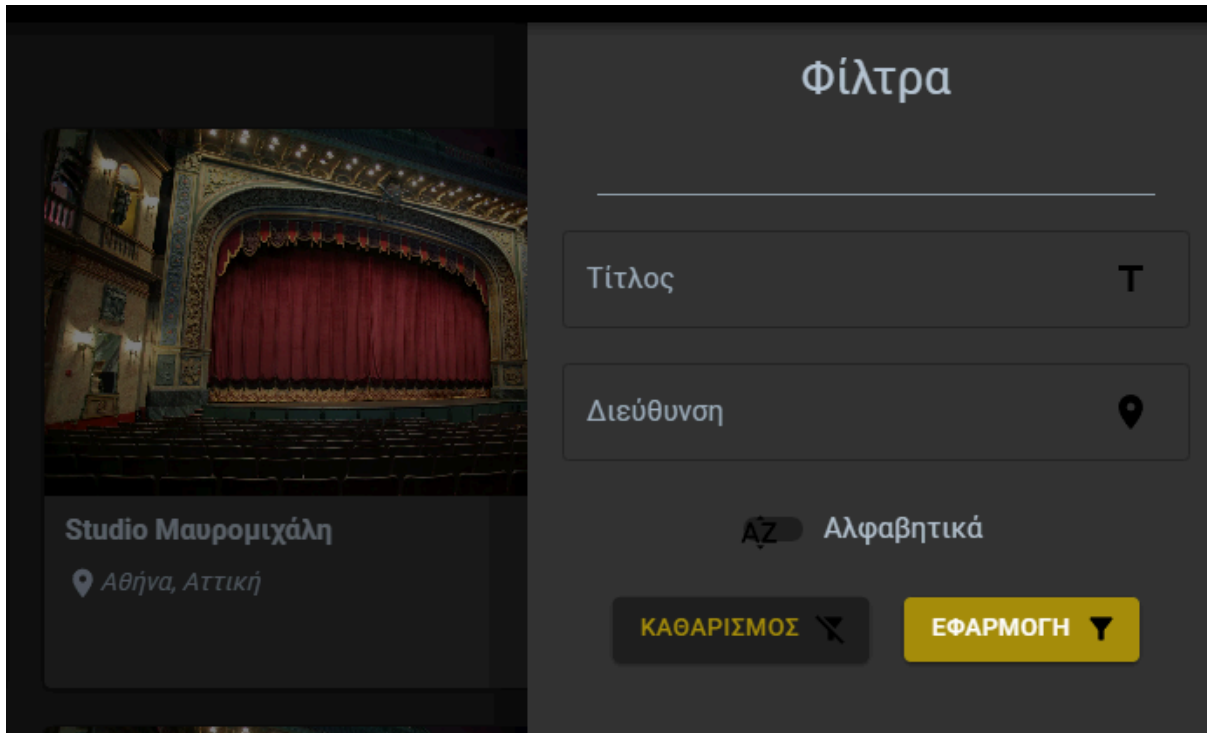 Φίλτρα
Τίτλος
Διεύθυνση
Αλφαβητικά
ΚΑΘΑΡΙΣΜΟΣ
ΕΦΑΡΜΟΓΗ
Studio Μαυρομιχάλη
Αθήνα, Αττική